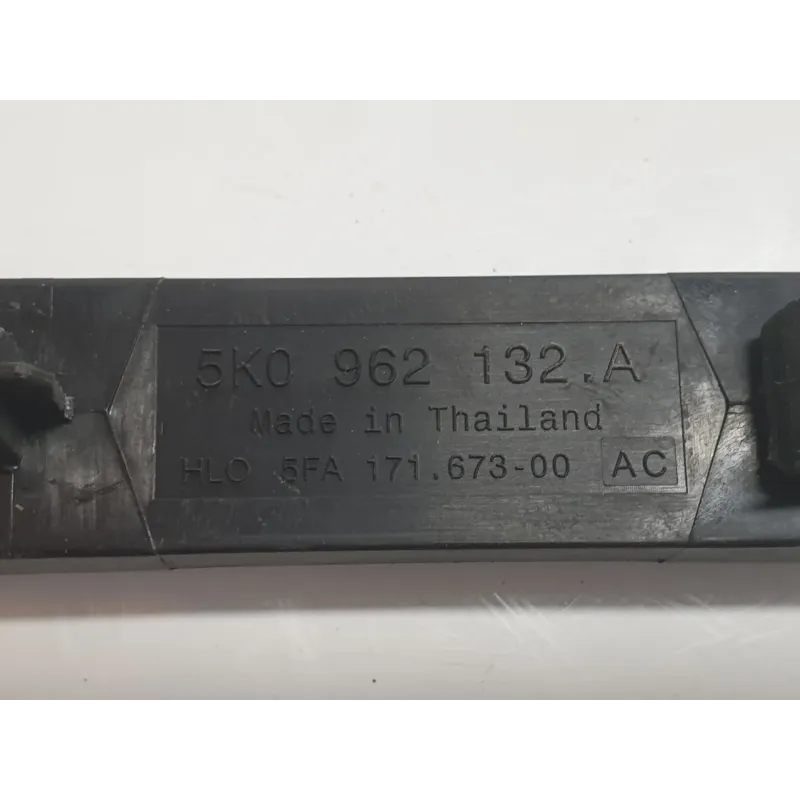 5K0 962 132.A
Made in Thailand
HLO 5FA 171.673-00 AC